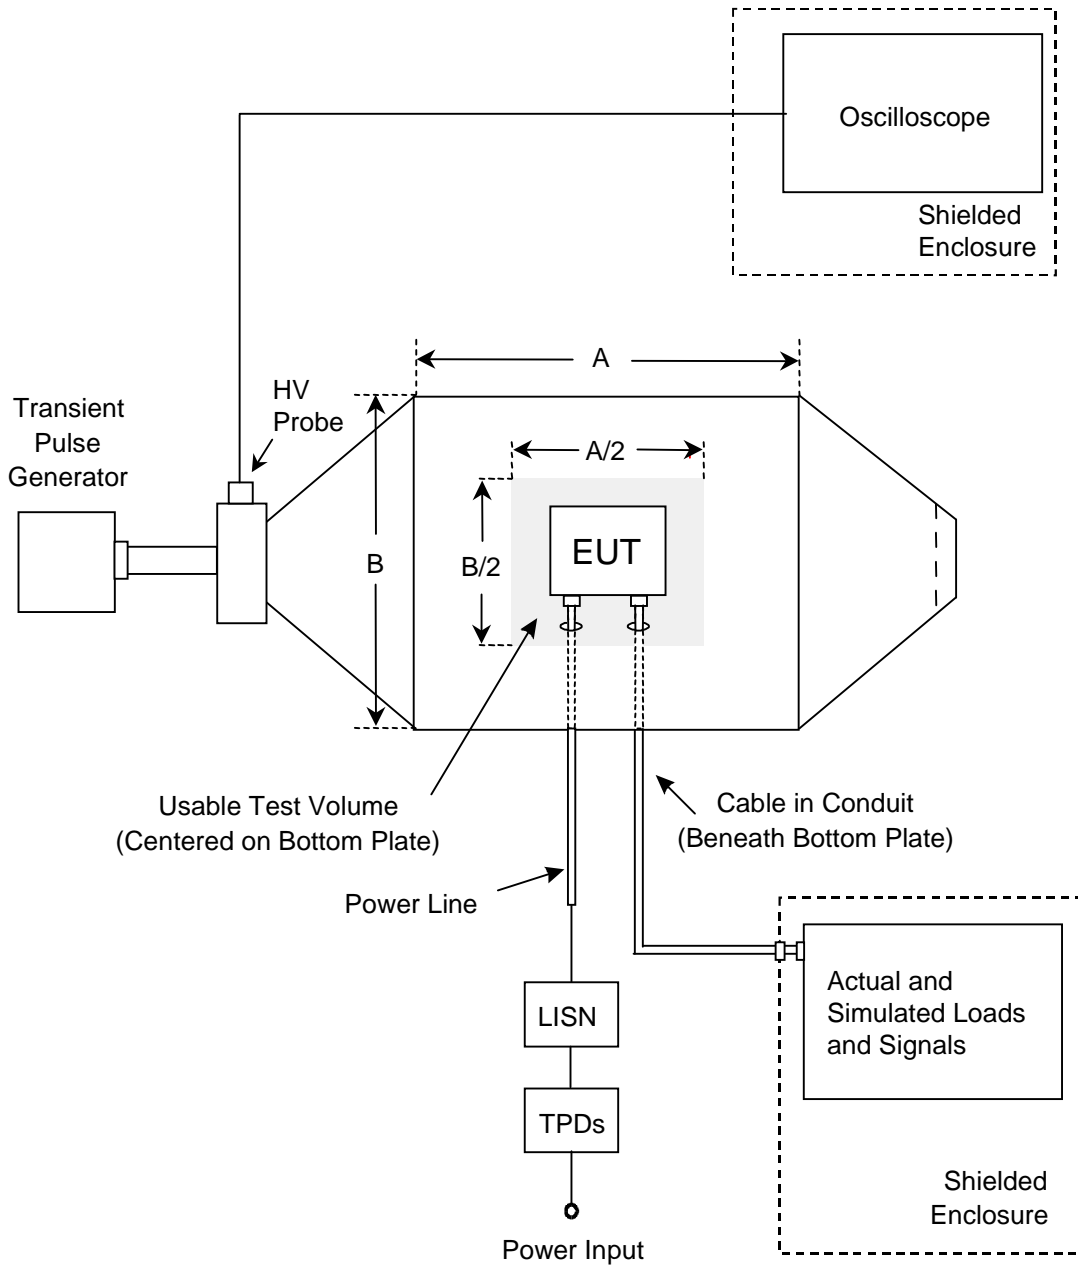 Oscilloscope
Shielded
Enclosure
A
HV
Probe
Transient
Pulse
Generator
A/2
B
B/2
EUT
Usable Test Volume
(Centered on Bottom Plate)
Cable in Conduit
(Beneath Bottom Plate)
Power Line
LISN
Actual and
Simulated Loads
and Signals
TPDs
Shielded
Enclosure
Power Input